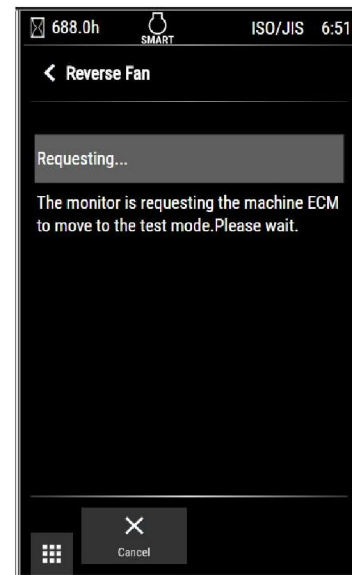 688.0h SMART ISO/JIS 6:51
Reverse Fan
Requesting...
The monitor is requesting the machine ECM
to move to the test mode.Please wait.
Cancel